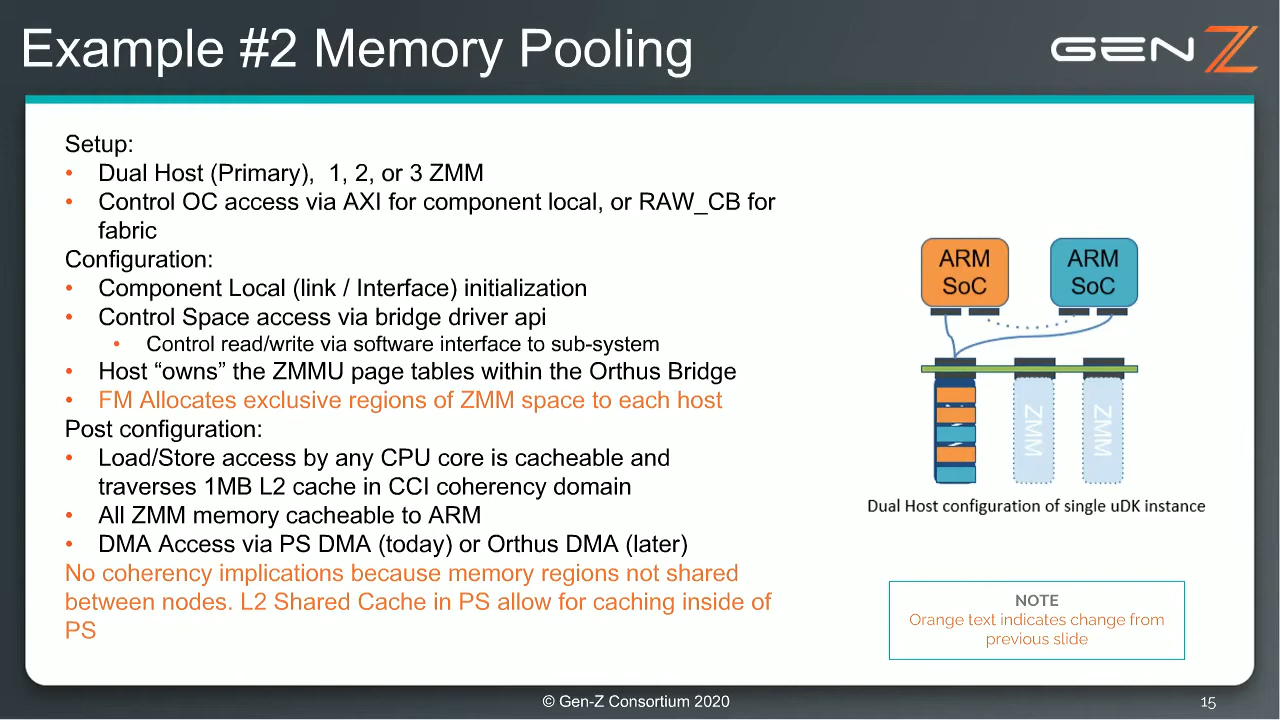 Example #2 Memory Pooling
GEN Z
Setup:
• Dual Host (Primary), 1, 2, or 3 ZMM
• Control OC access via AXI for component local, or RAW_CB for
fabric
Configuration:
• Component Local (link / Interface) initialization
• Control Space access via bridge driver api
• Control read/write via software interface to sub-system
• Host “owns” the ZMMU page tables within the Orthus Bridge
• FM Allocates exclusive regions of ZMM space to each host
Post configuration:
• Load/Store access by any CPU core is cacheable and
traverses 1MB L2 cache in CCI coherency domain
• All ZMM memory cacheable to ARM
• DMA Access via PS DMA (today) or Orthus DMA (later)
No coherency implications because memory regions not shared
between nodes. L2 Shared Cache in PS allow for caching inside of
PS
ARM
SoC
ARM
SoC
ZMM
ZMM
Dual Host configuration of single uDK instance
NOTE
Orange text indicates change from
previous slide
© Gen-Z Consortium 2020
15